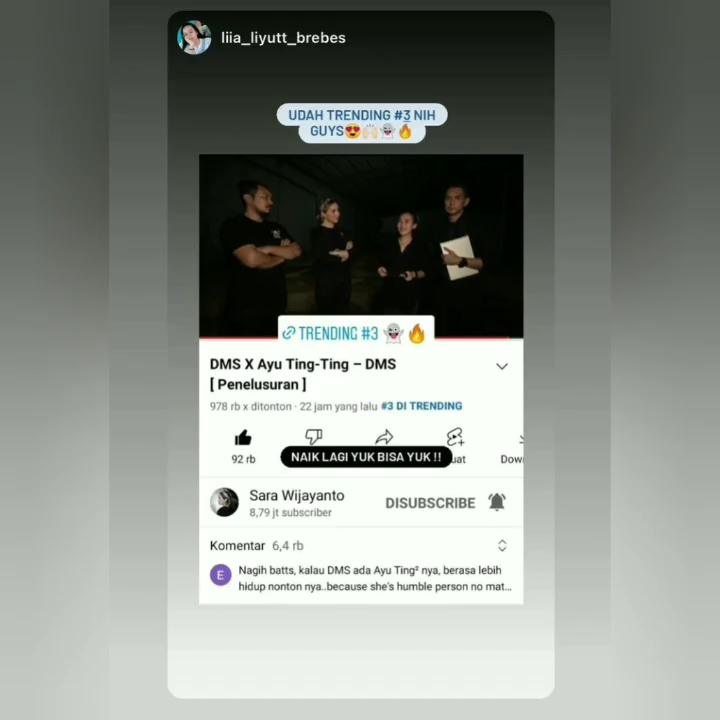 liia_liyutt_brebes
UDAH TRENDING #3 NIH
GUYS😍🙌🏻👻🔥
TRENDING #3 👻🔥
DMS X Ayu Ting-Ting – DMS
[ Penelusuran ]
978 rb x ditonton · 22 jam yang lalu #3 DI TRENDING
92 rb
NAIK LAGI YUK BISA YUK !!
uat
Dow
Sara Wijayanto
8,79 jt subscriber
DISUBSCRIBE
Komentar 6,4 rb
E
Nagih batts, kalau DMS ada Ayu Ting² nya, berasa lebih
hidup nonton nya..because she's humble person no mat...